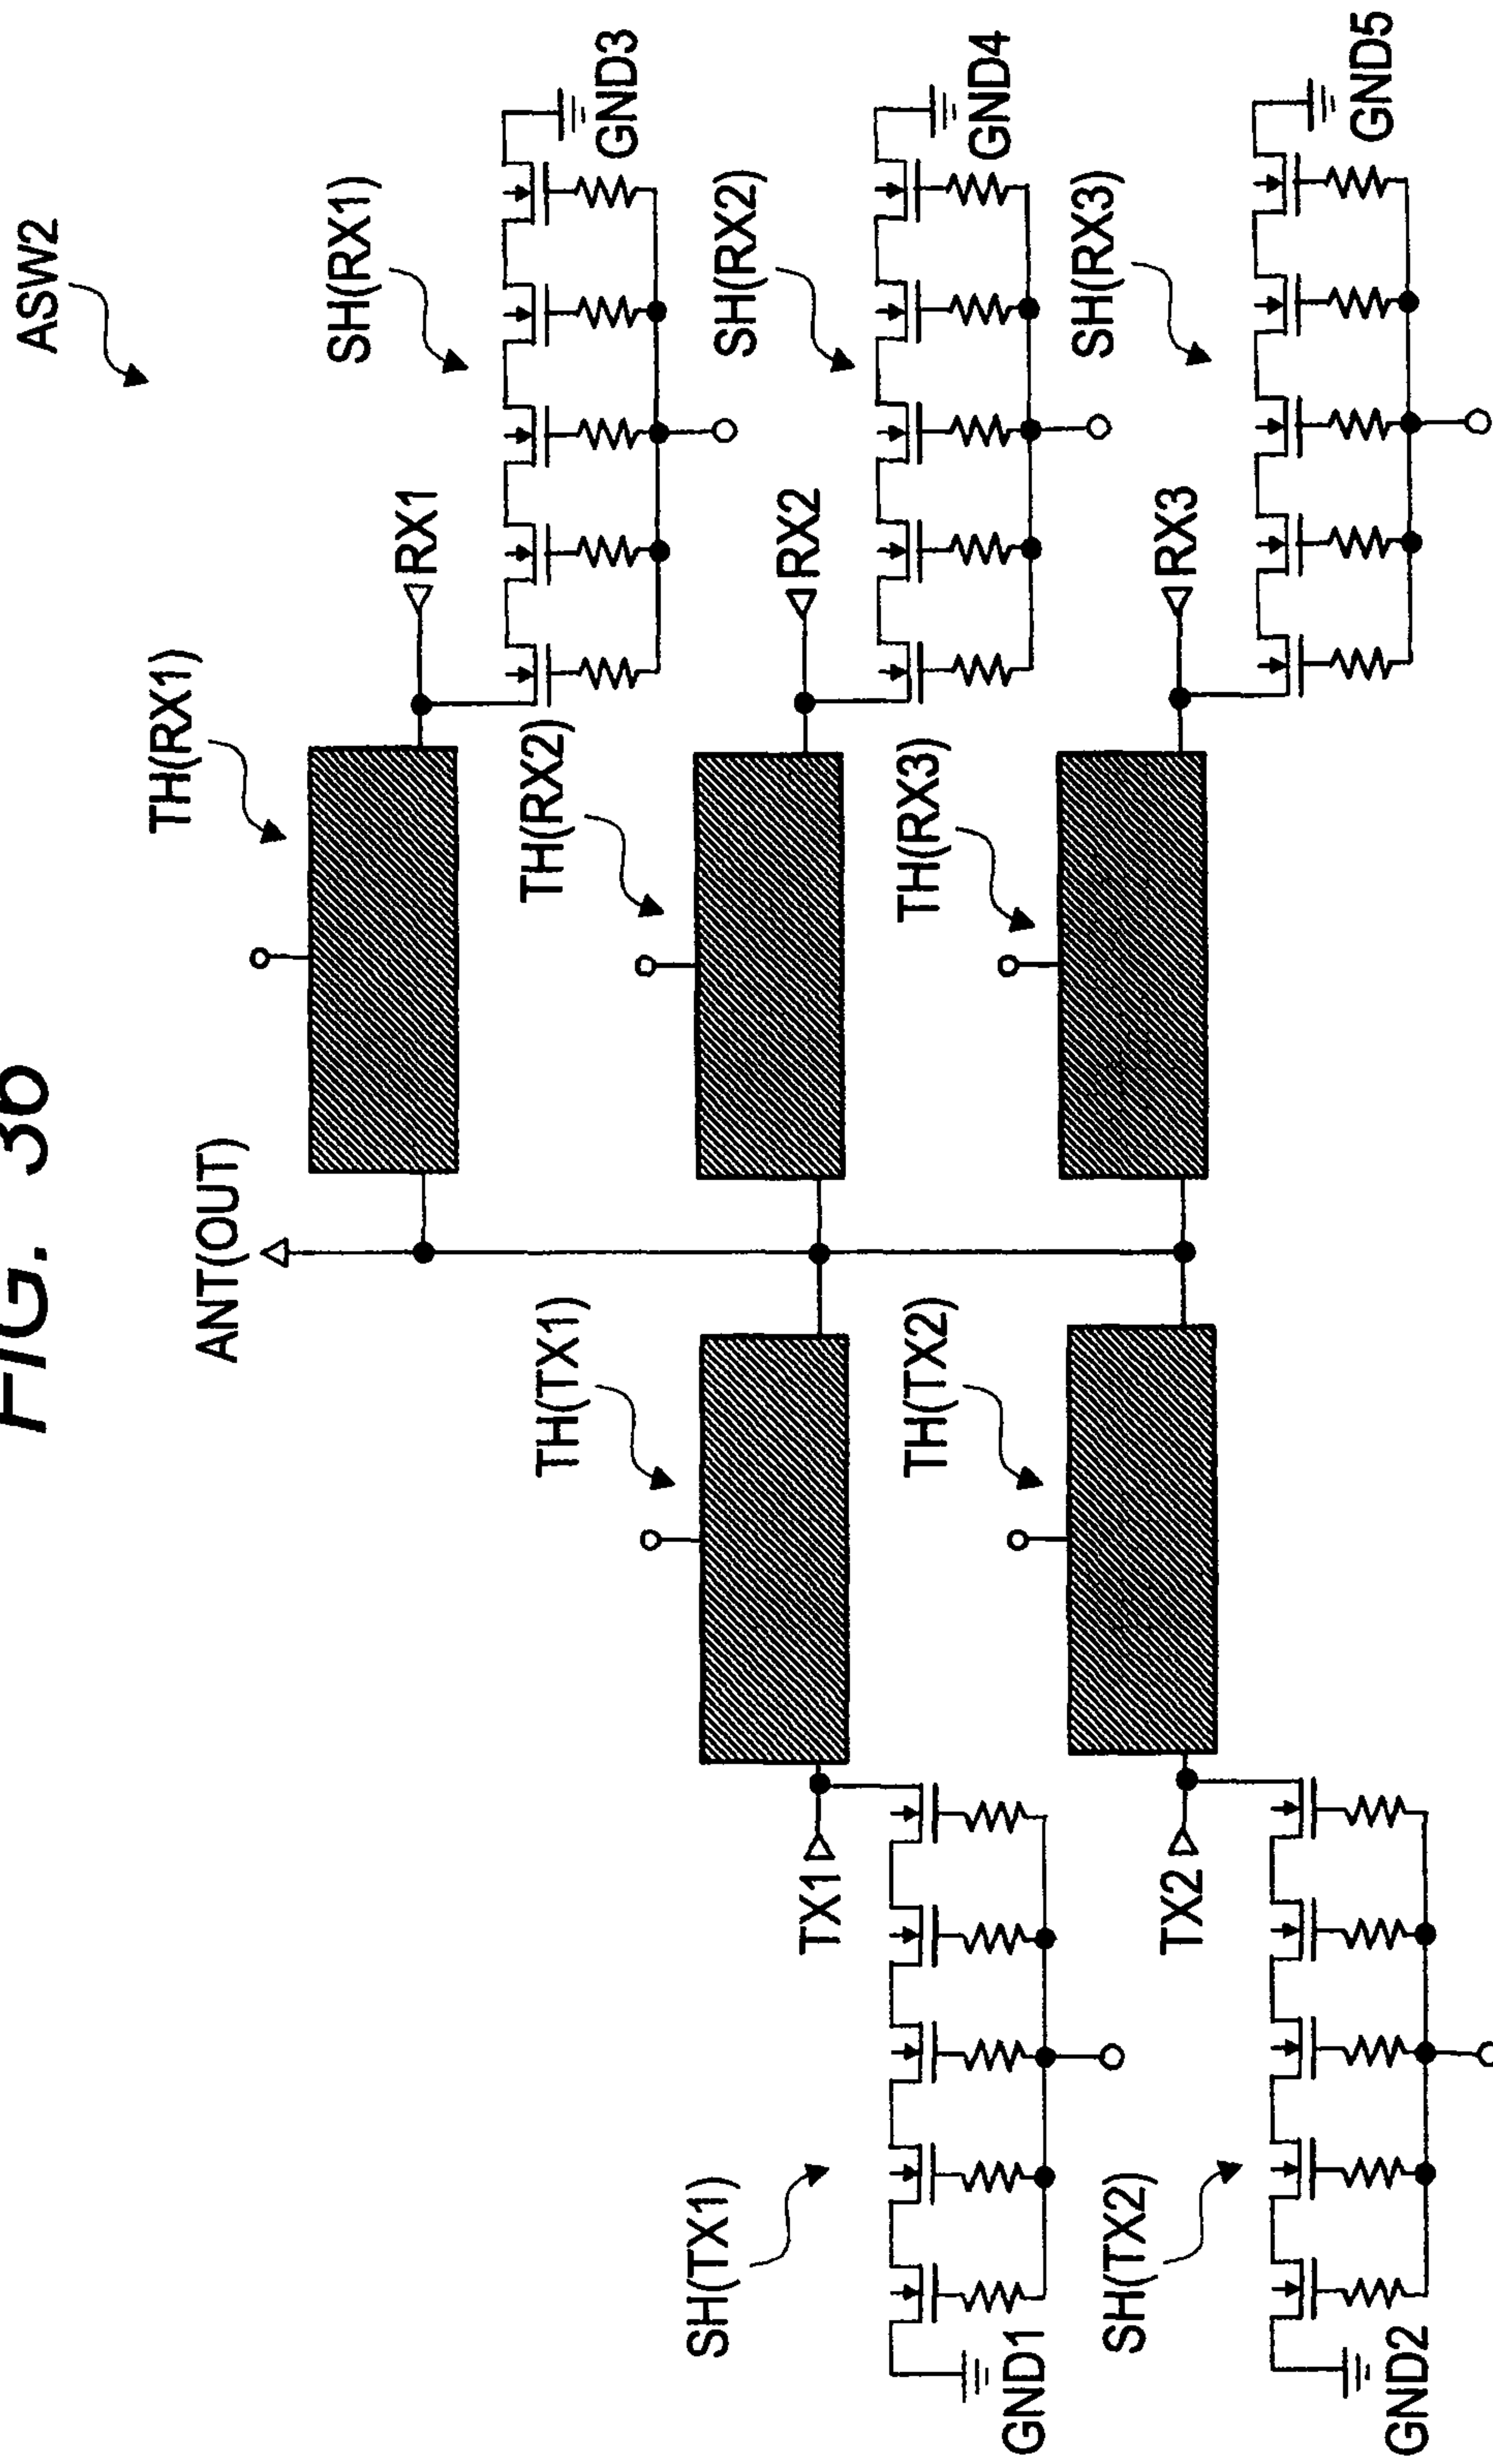 FIG. 36
ASW2
TH(RX1)
ANT(OUT)
SH(RX1)
RX1
TH(TX1)
TH(RX2)
GND3
SH(TX1)
SH(RX2)
TX1
RX2
TH(TX2)
TH(RX3)
GND1
GND4
SH(TX2)
SH(RX3)
TX2
RX3
GND2
GND5